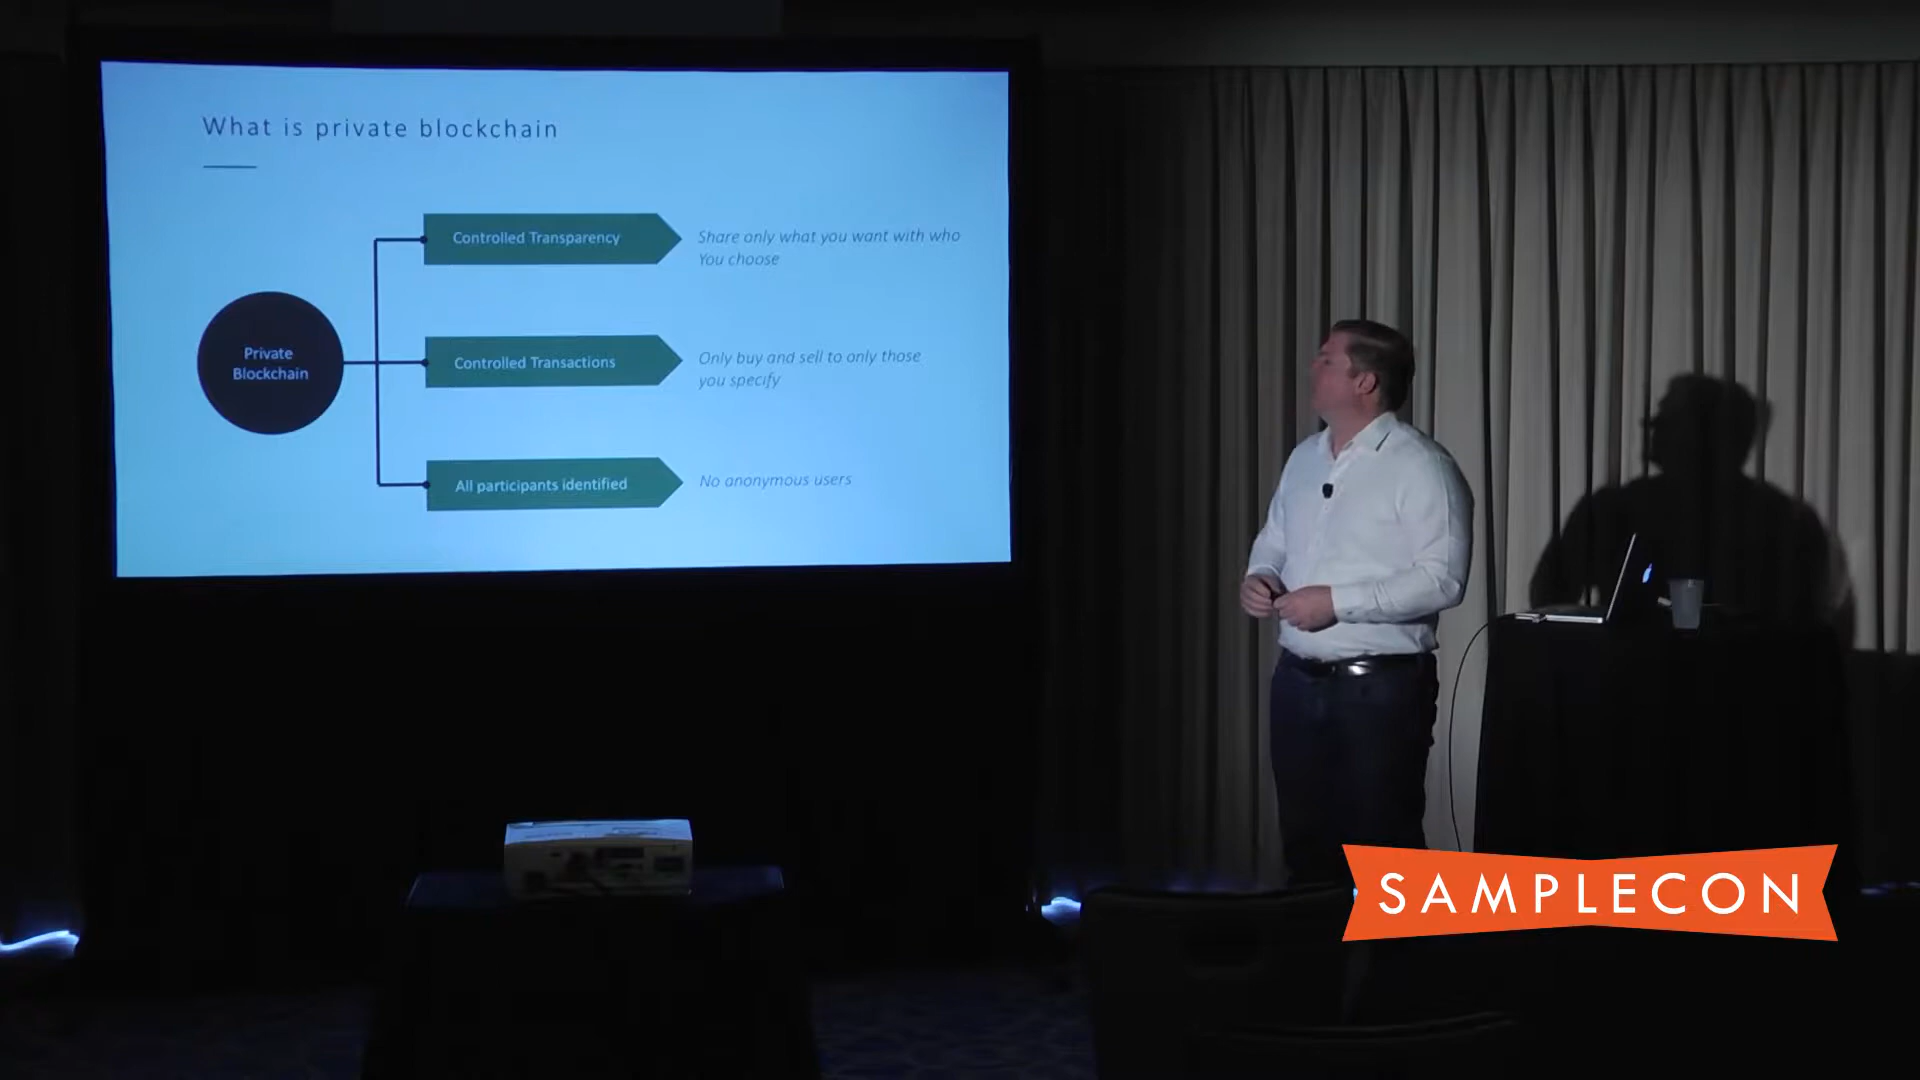 What is private blockchain
Private
Blockchain
Controlled Transparency
Share only what you want with who
You choose
Controlled Transactions
Only buy and sell to only those
you specify
All participants identified
No anonymous users
SAMPLECON